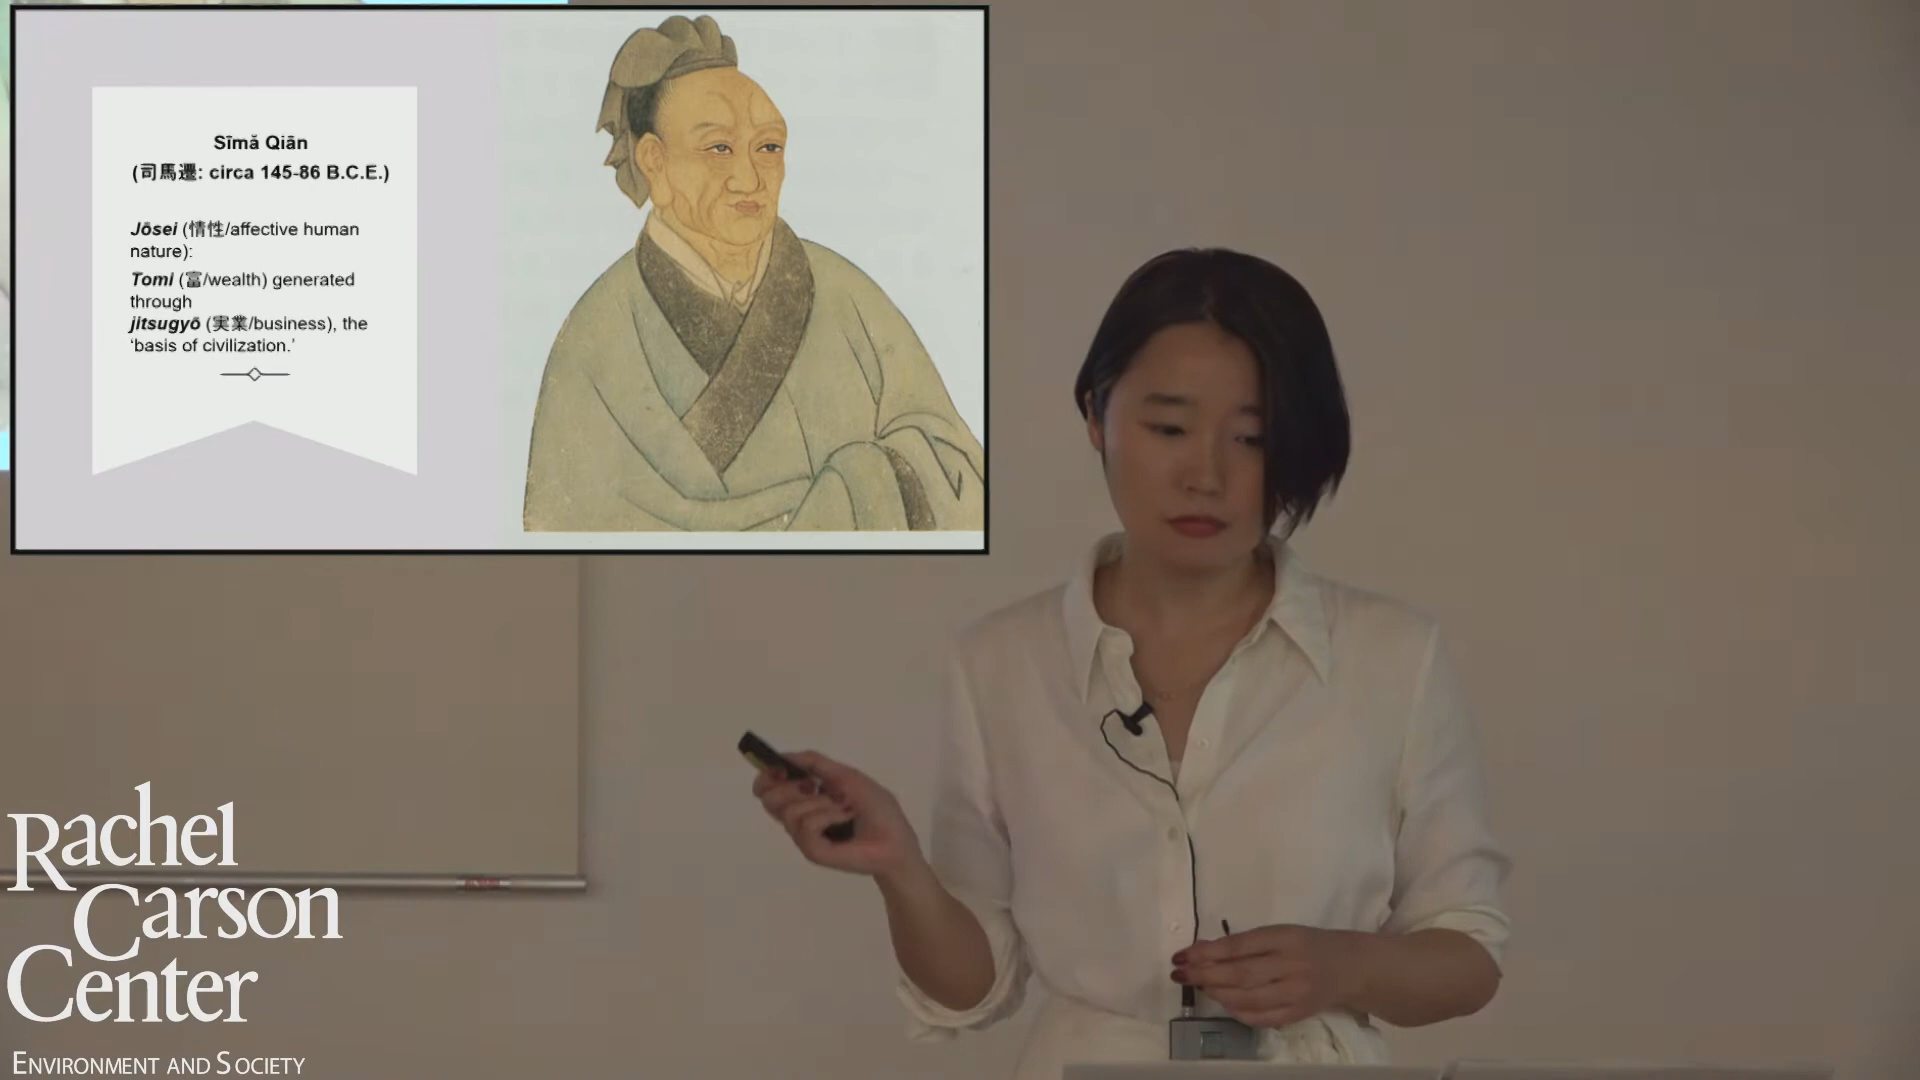 Sīmǎ Qiān
(司馬遷: circa 145-86 B.C.E.)
Jōsei (情性/affective human
nature):
Tomi (富/wealth) generated
through
jitsugyō (実業/business), the
‘basis of civilization.’
Rachel
Carson
Center
ENVIRONMENT AND SOCIETY